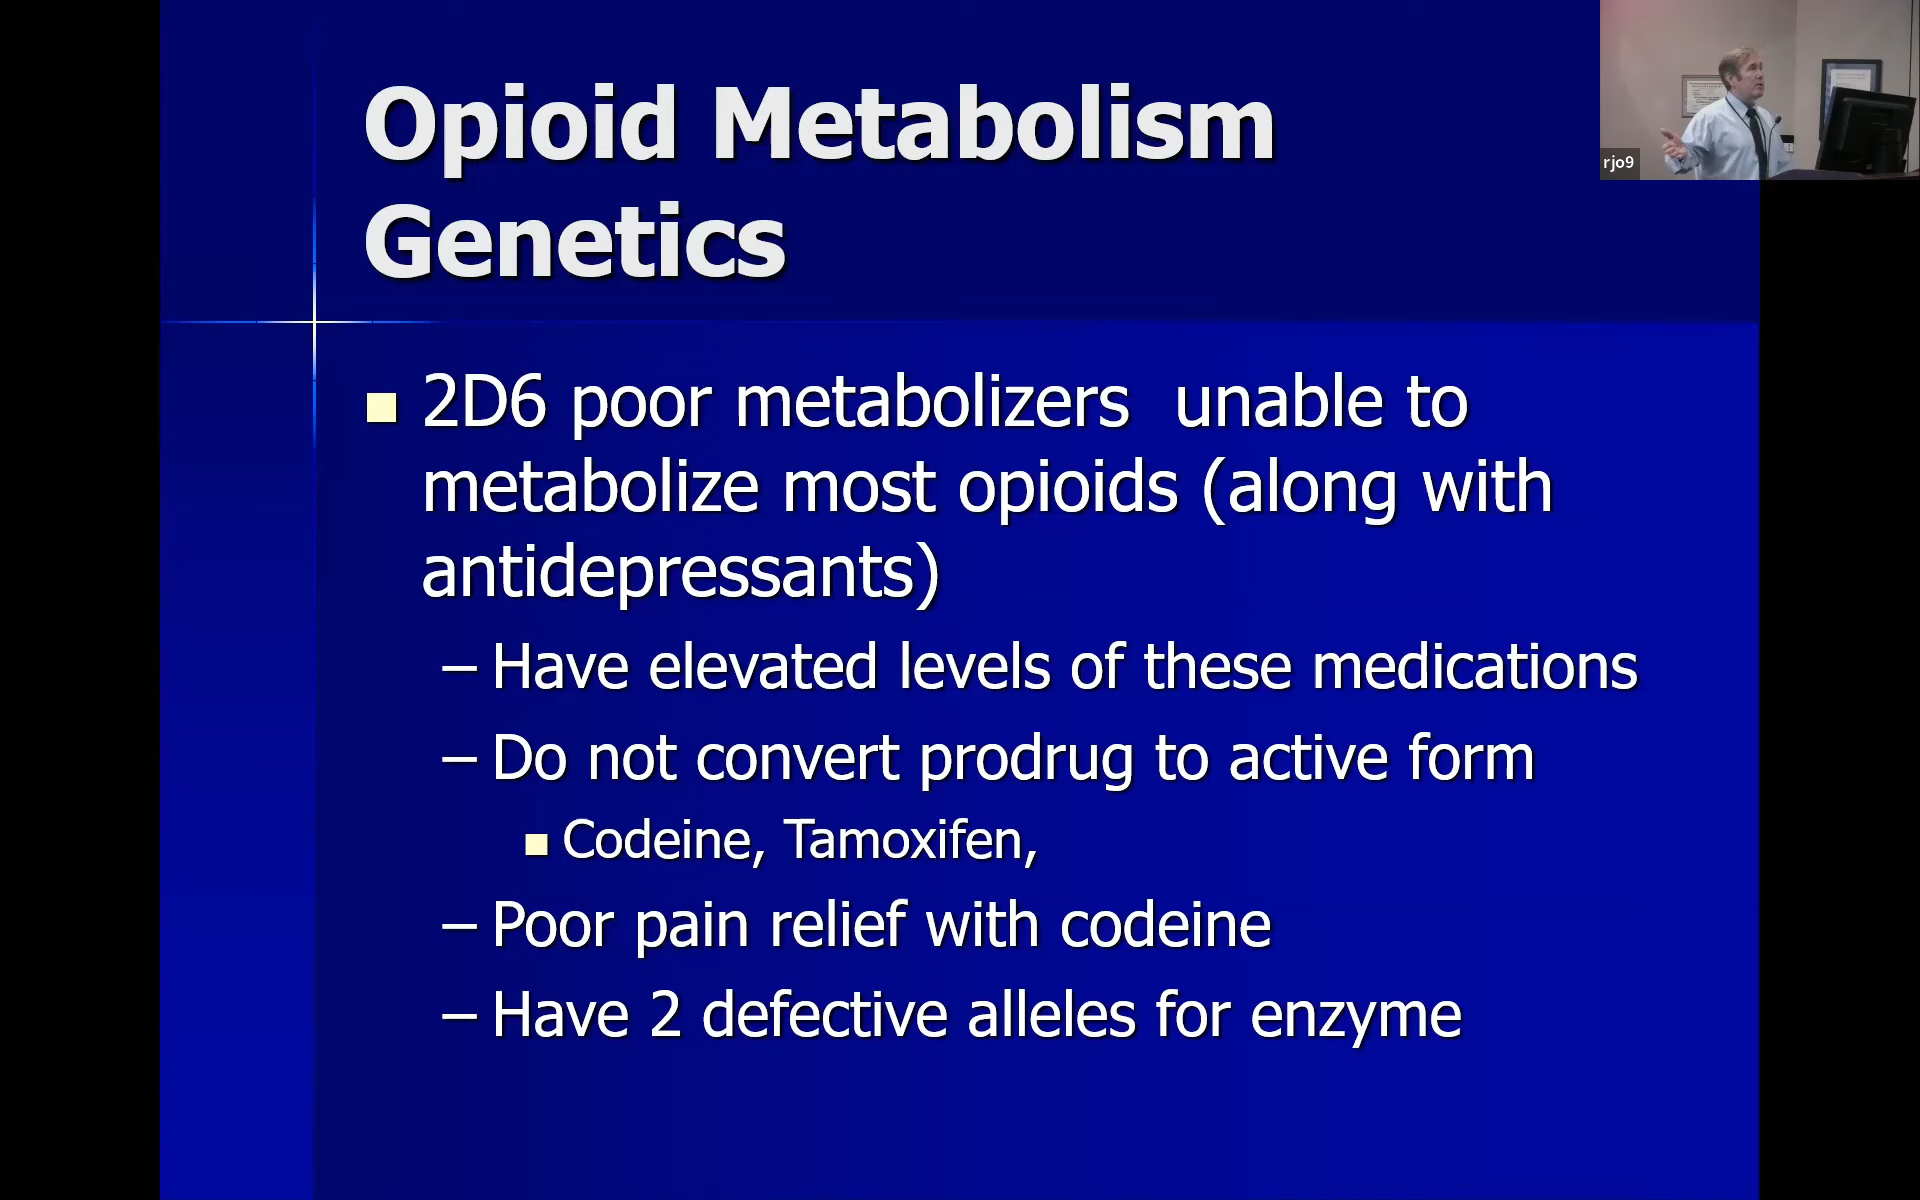 Opioid Metabolism
Genetics
2D6 poor metabolizers  unable to
metabolize most opioids (along with
antidepressants)
– Have elevated levels of these medications
– Do not convert prodrug to active form
Codeine, Tamoxifen,
– Poor pain relief with codeine
– Have 2 defective alleles for enzyme
rjo9